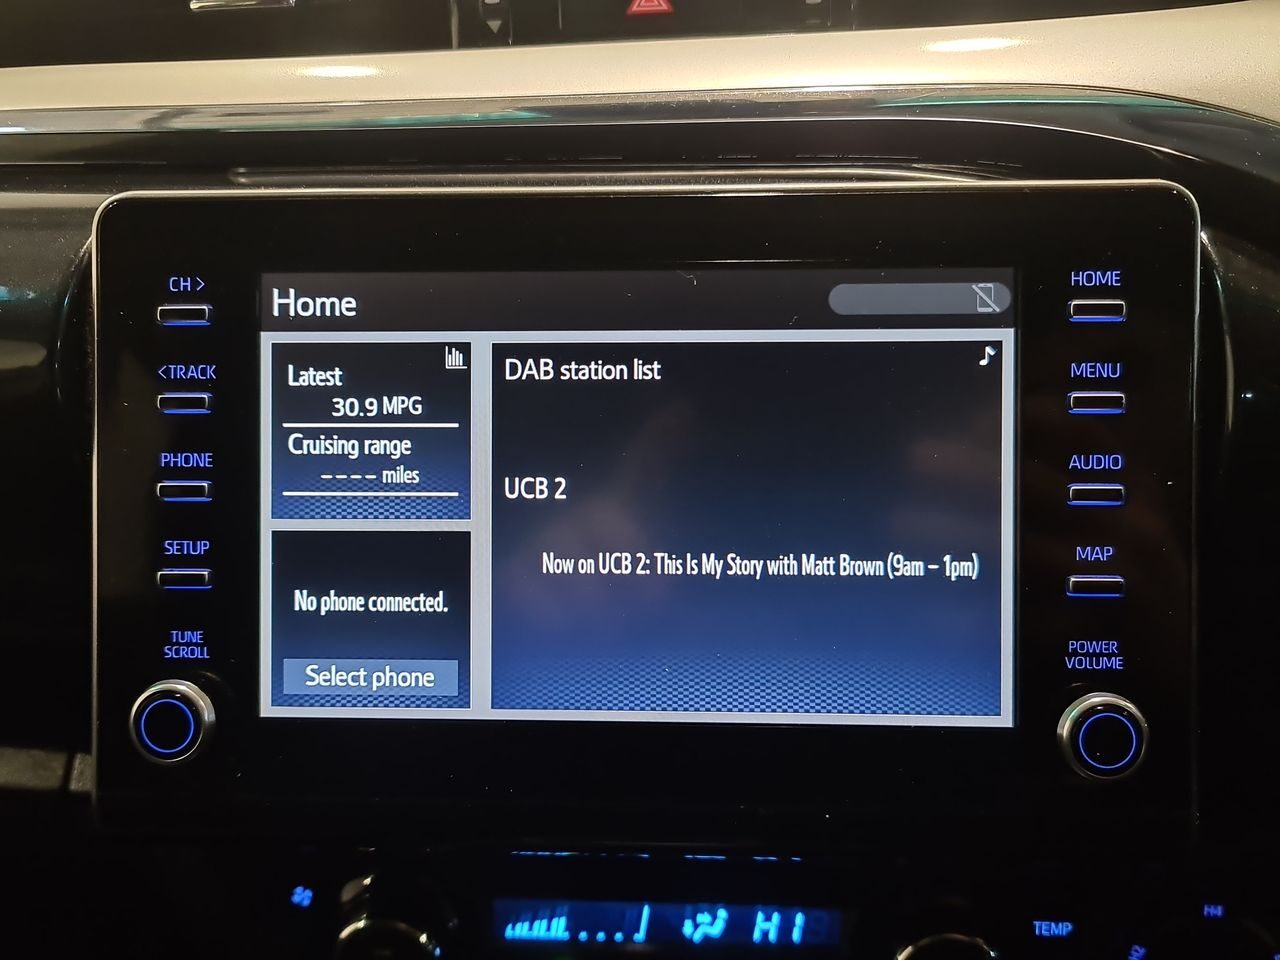 CH >
<TRACK
PHONE
SETUP
TUNE
SCROLL
Home
Latest
30.9 MPG
Cruising range
---- miles
No phone connected.
Select phone
DAB station list
UCB 2
Now on UCB 2: This Is My Story with Matt Brown (9am – 1pm)
HOME
MENU
AUDIO
MAP
POWER
VOLUME
HI
TEMP
H4
H2